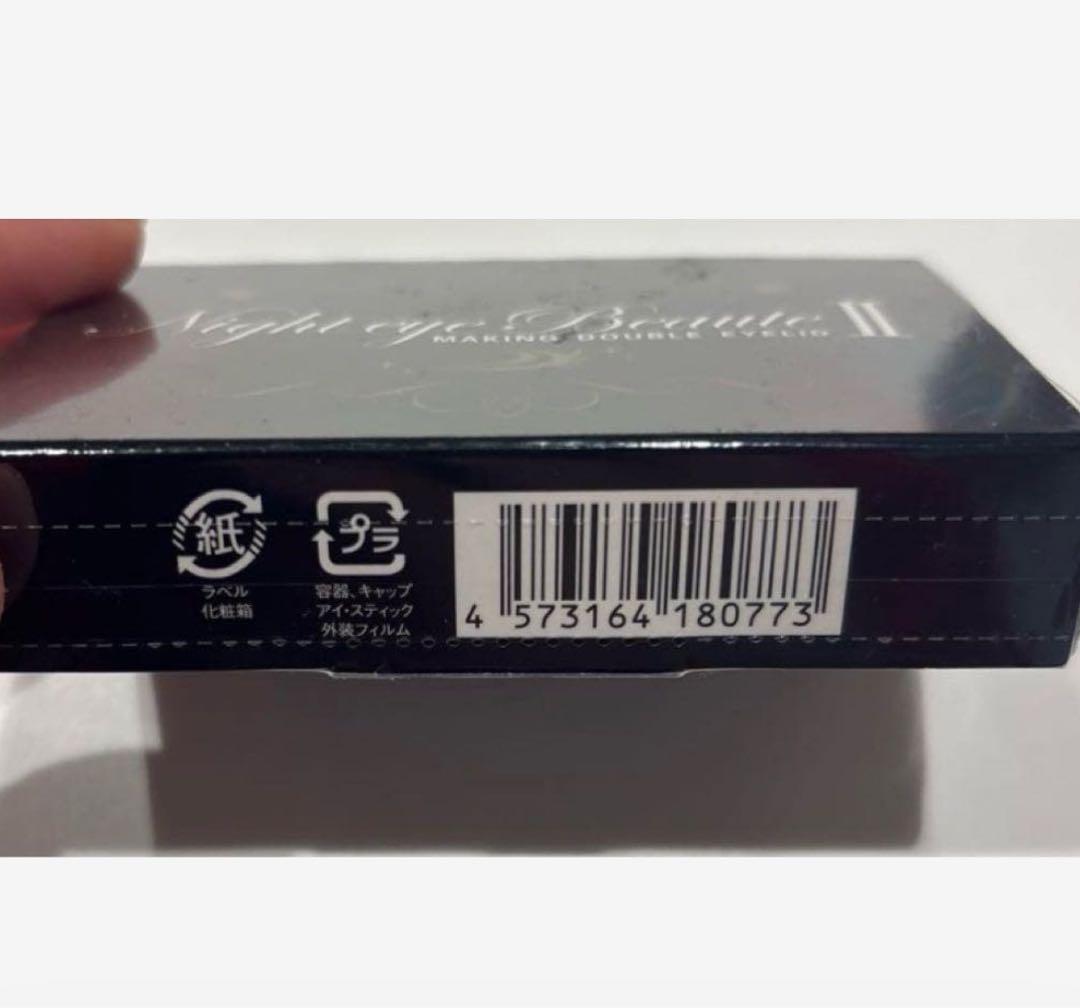 Night eye Beaute II
MAKING DOUBLE EYELID
紙
ラベル
化粧箱
プラ
容器、キャップ
アイ・スティック
外装フィルム
4 573164 180773